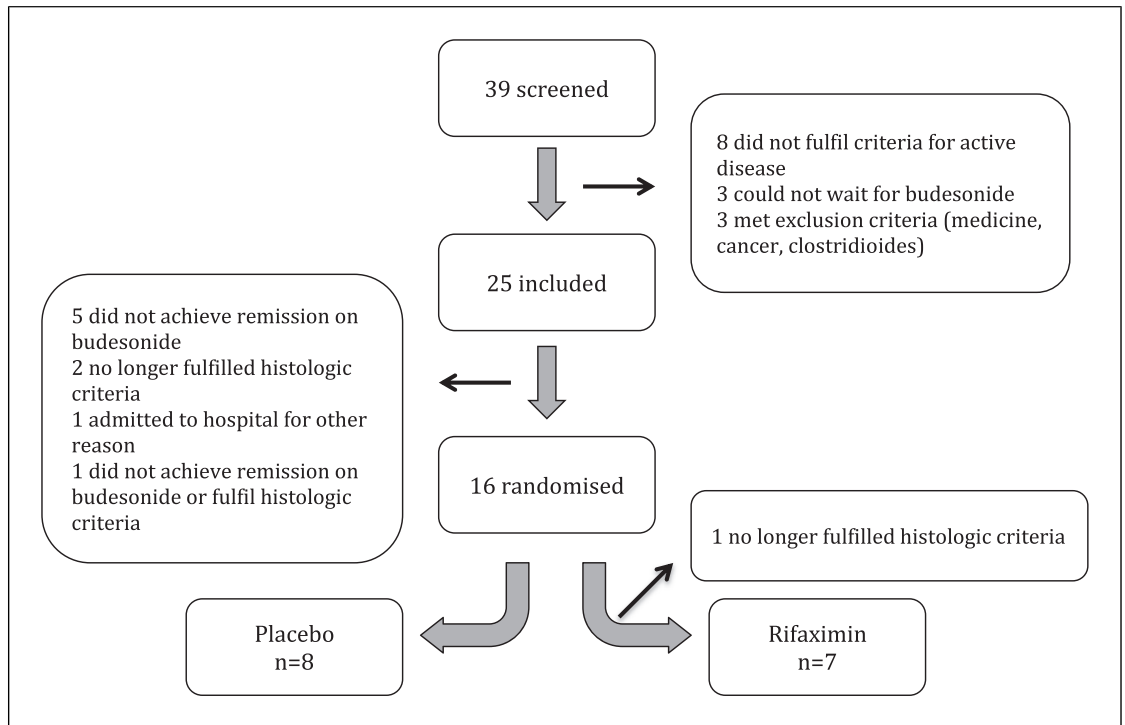 39 screened
8 did not fulfil criteria for active
disease
3 could not wait for budesonide
3 met exclusion criteria (medicine,
cancer, clostridioides)
25 included
5 did not achieve remission on
budesonide
2 no longer fulfilled histologic
criteria
1 admitted to hospital for other
reason
1 did not achieve remission on
budesonide or fulfil histologic
criteria
16 randomised
1 no longer fulfilled histologic criteria
Placebo
n=8
Rifaximin
n=7